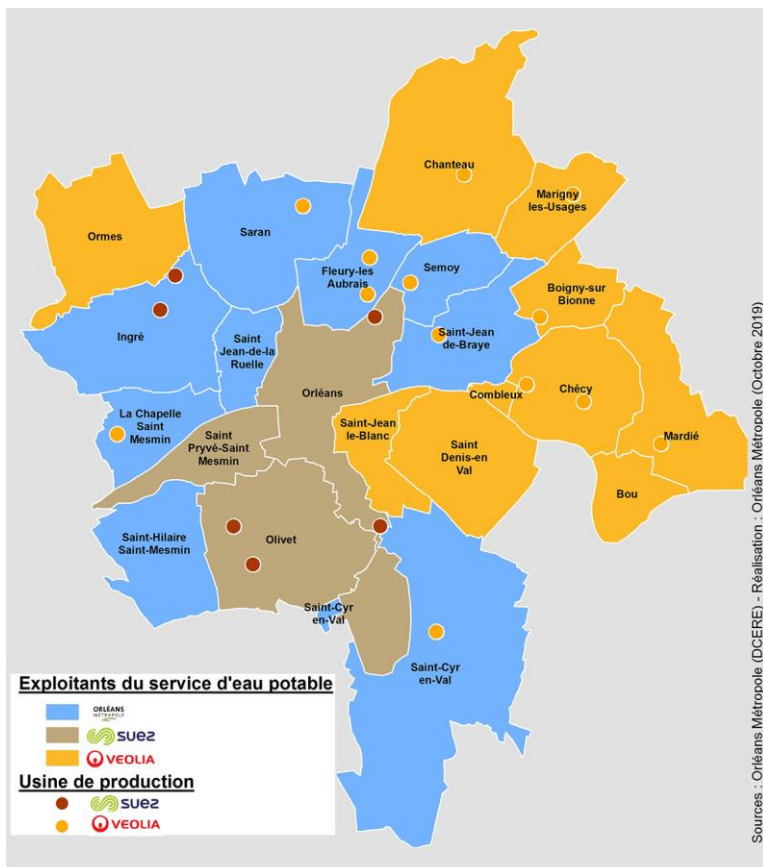 Chanteau
Marigny
les-Usages
Ormes
Saran
Fleury-les
Aubrais
Semoy
Boigny-sur
Bionne
Ingré
Saint
Jean-de-la
Ruelle
Saint-Jean
de-Braye
Orléans
Combleux
Chécy
La Chapelle
Saint
Mesmin
Saint
Pryvé-Saint
Mesmin
Saint-Jean
le-Blanc
Saint
Denis-en
Val
Mardié
Bou
Saint-Hilaire
Saint-Mesmin
Olivet
Saint-Cyr
en-Val
Saint-Cyr
en-Val
Exploitants du service d'eau potable
ORLÉANS
MÉTROPOLE
suez
VEOLIA
Usine de production
suez
VEOLIA
Sources : Orléans Métropole (DCERE) - Réalisation : Orléans Métropole (Octobre 2019)